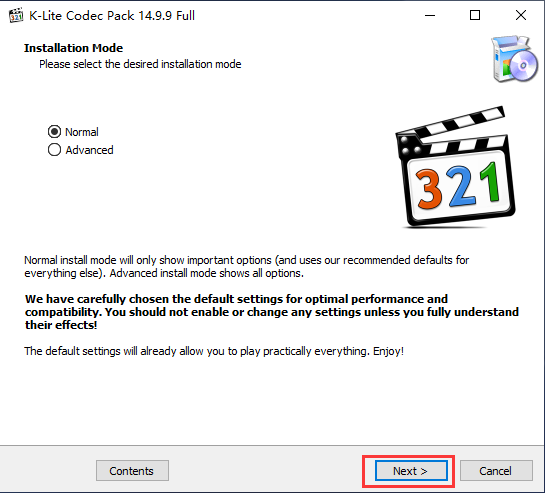 K-Lite Codec Pack 14.9.9 Full
Installation Mode
Please select the desired installation mode
Normal
Advanced
321
Normal install mode will only show important options (and uses our recommended defaults for
everything else). Advanced install mode shows all options.
We have carefully chosen the default settings for optimal performance and
compatibility. You should not enable or change any settings unless you fully understand
their effects!
The default settings will already allow you to play practically everything. Enjoy!
Contents
Next >
Cancel